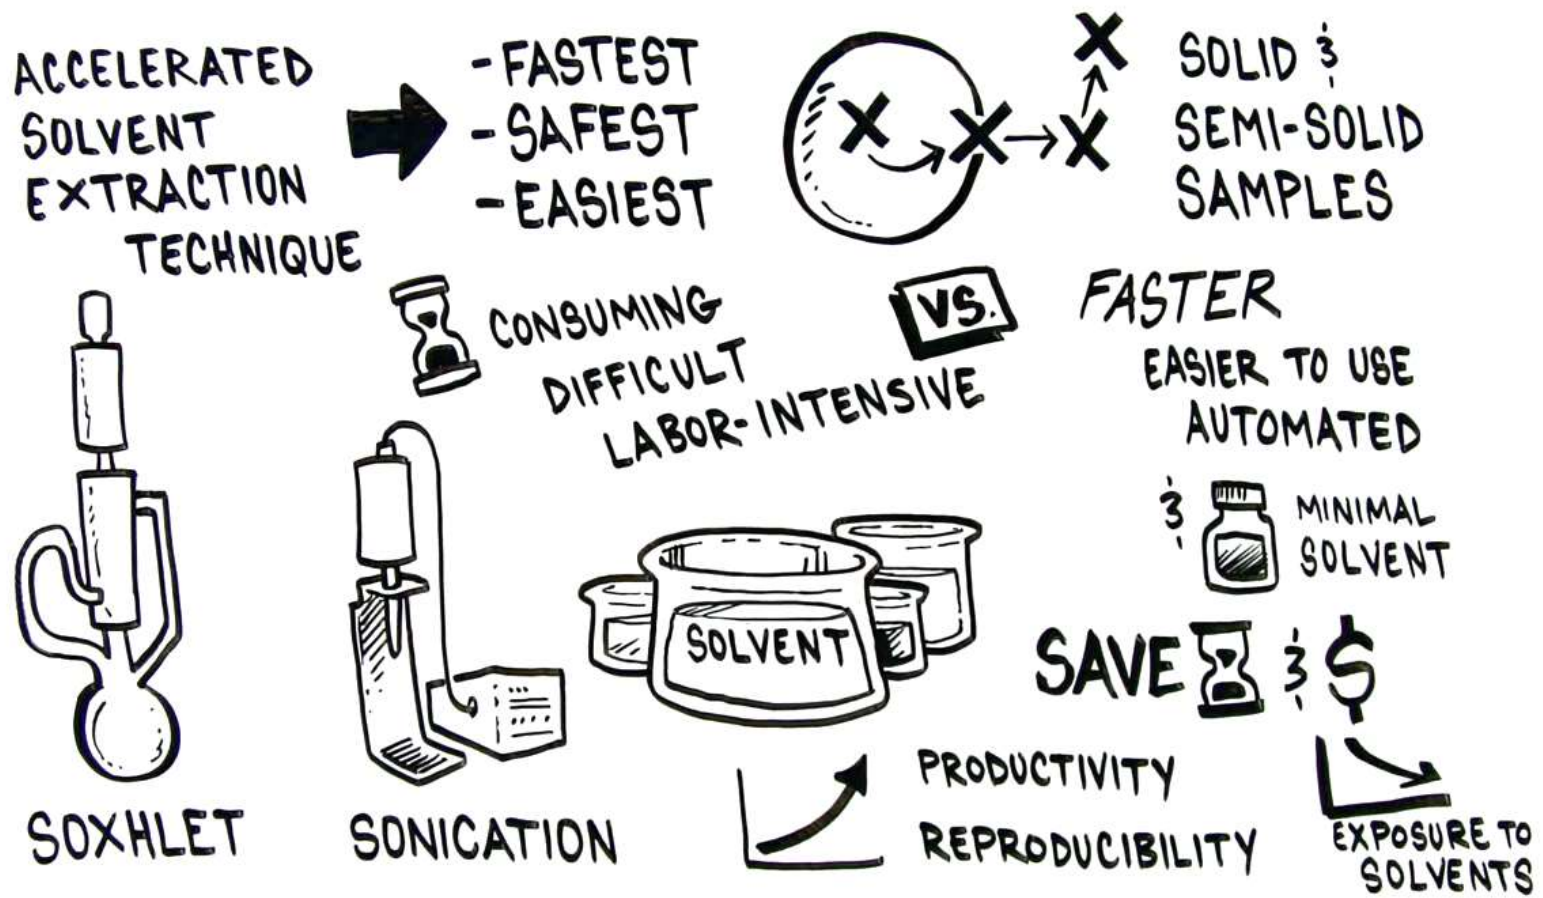 ACCELERATED
SOLVENT
EXTRACTION
TECHNIQUE
-FASTEST
-SAFEST
-EASIEST
X
X
X
X
SOLID &
SEMI-SOLID
SAMPLES
CONSUMING
DIFFICULT
LABOR-INTENSIVE
VS.
FASTER
EASIER TO USE
AUTOMATED
&
MINIMAL
SOLVENT
SOLVENT
SAVE & $
SOXHLET
SONICATION
PRODUCTIVITY
REPRODUCIBILITY
EXPOSURE TO
SOLVENTS